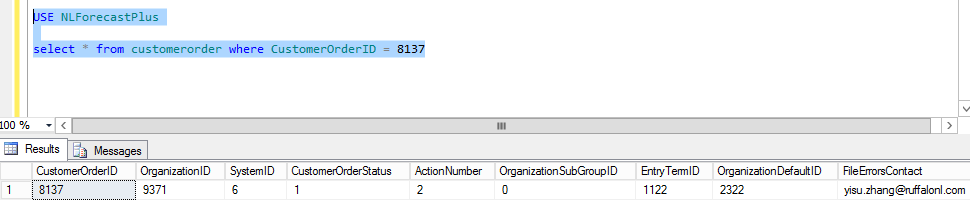 USE NLForecastPlus
select * from customerorder where CustomerOrderID = 8137
100 %
Results Messages
CustomerOrderID OrganizationID SystemID CustomerOrderStatus ActionNumber OrganizationSubGroupID EntryTermID OrganizationDefaultID FileErrorsContact
1 8137 9371 6 1 2 0 1122 2322 yisu.zhang@ruffalonl.com